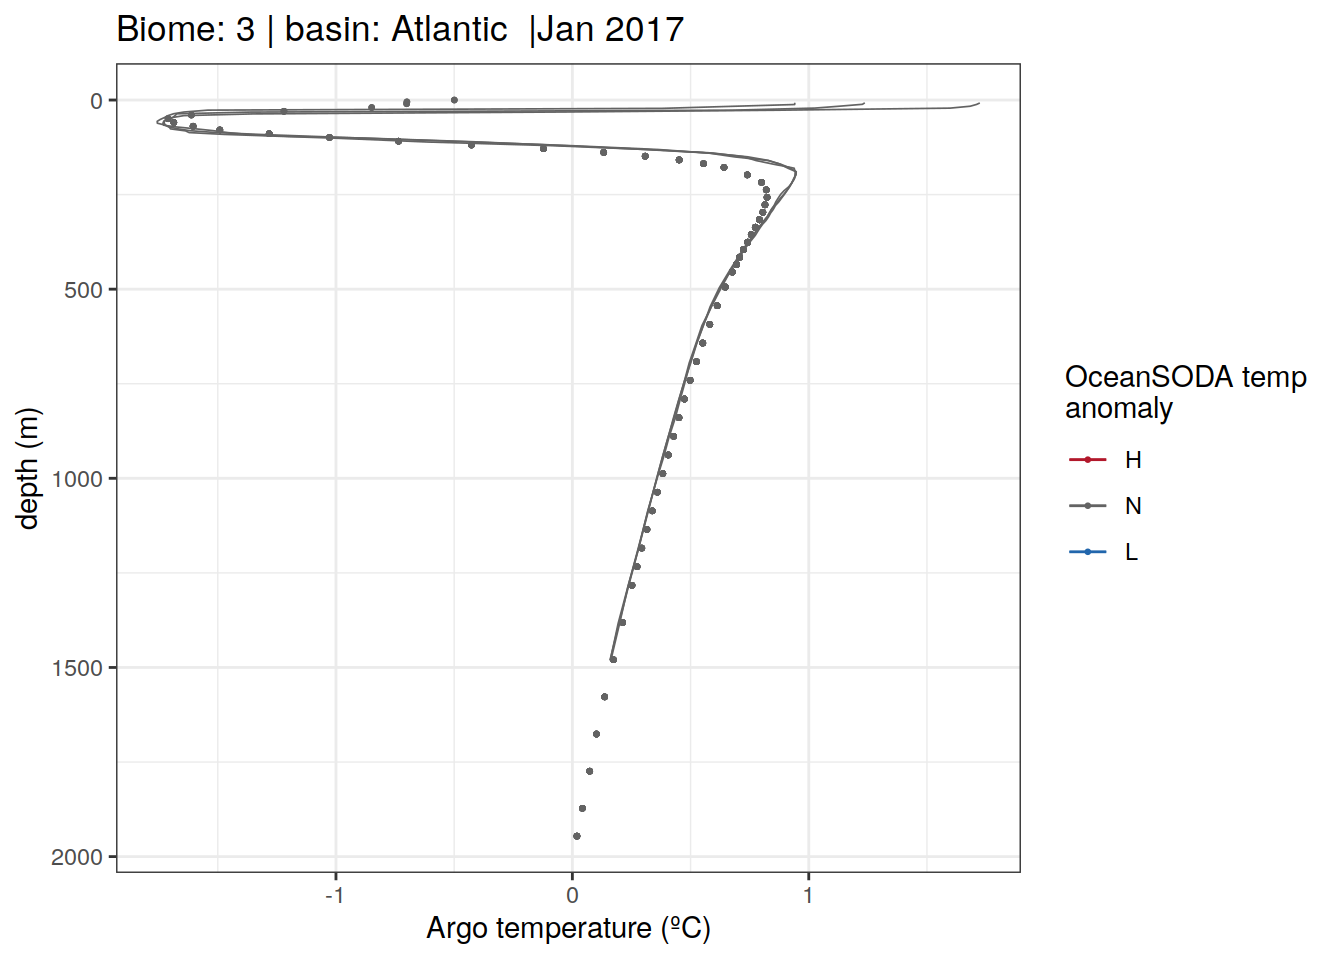 Biome: 3 | basin: Atlantic  |Jan 2017
0
500
1000
1500
2000
depth (m)
-1
0
1
Argo temperature (ºC)
OceanSODA temp
anomaly
H
N
L